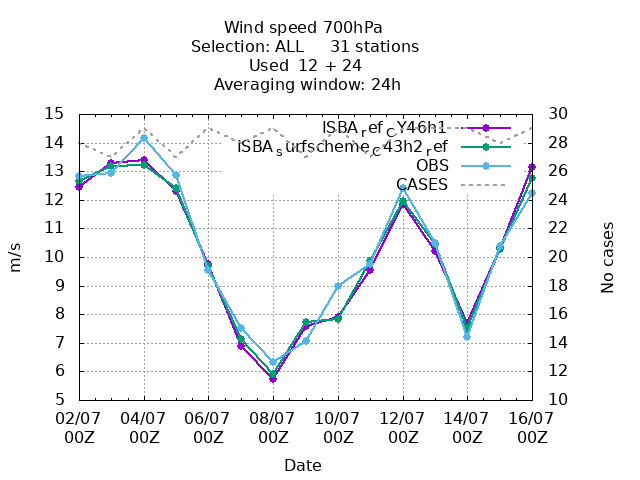 Wind speed 700hPa
Selection: ALL 31 stations
Used 12 + 24
Averaging window: 24h
15 30
ISBA_ref_CY46h1
14 28
iSBA_surfscheme_C43h2_ref
OBS
13 26
CASES
12 24
11 22
10 20
9 18
8 16
7 14
6 12
5 10
m/s
No cases
02/07 04/07 06/07 08/07 10/07 12/07 14/07 16/07
00Z 00Z 00Z 00Z 00Z 00Z 00Z 00Z
Date